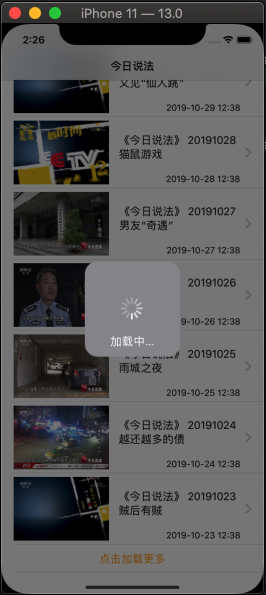 iPhone 11 — 13.0
2:26
今日说法
又见“仙人跳”
2019-10-29 12:38
《今日说法》 20191028
猫鼠游戏
2019-10-28 12:38
《今日说法》 20191027
男友“奇遇”
2019-10-27 12:38
20191026
2019-10-26 12:38
加载中...
20191025
雨城之夜
2019-10-25 12:38
《今日说法》 20191024
越还越多的债
2019-10-24 12:38
《今日说法》 20191023
贼后有贼
2019-10-23 12:38
点击加载更多